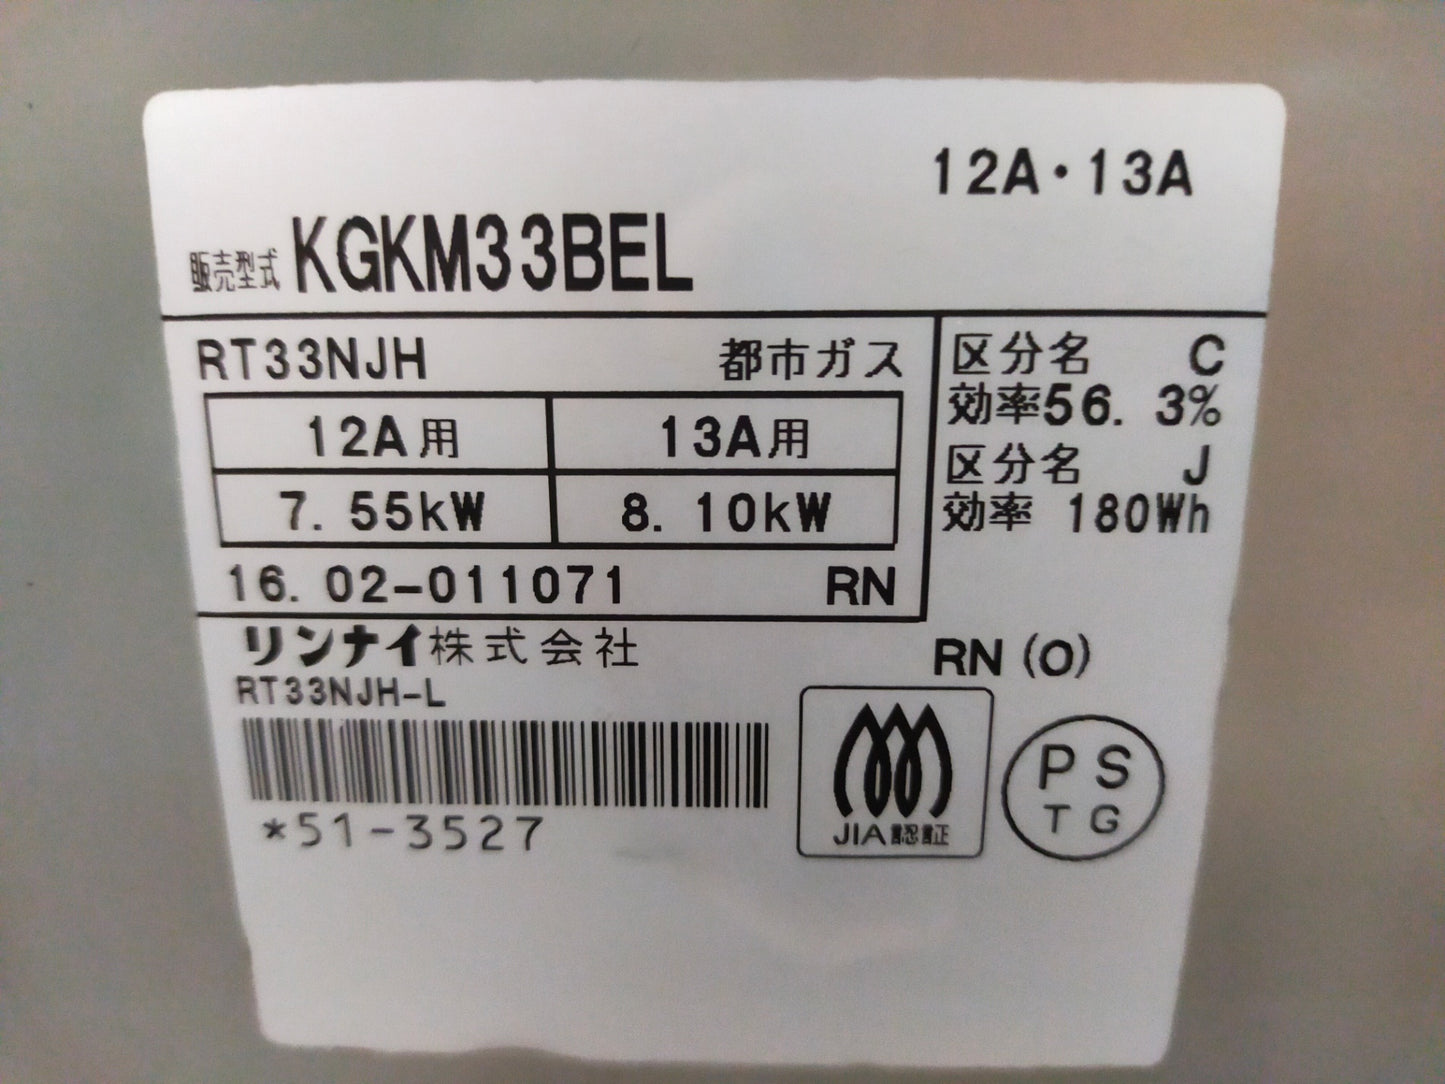 12A・13A
販売型式 KGKM33BEL
RT33NJH 都市ガス
12A用 13A用
7.55kW 8.10kW
16.02-011071 RN
区分名 C
効率56.3%
区分名 J
効率 180Wh
リンナイ株式会社
RN(O)
RT33NJH-L
*51-3527
JIA認証
PS
TG